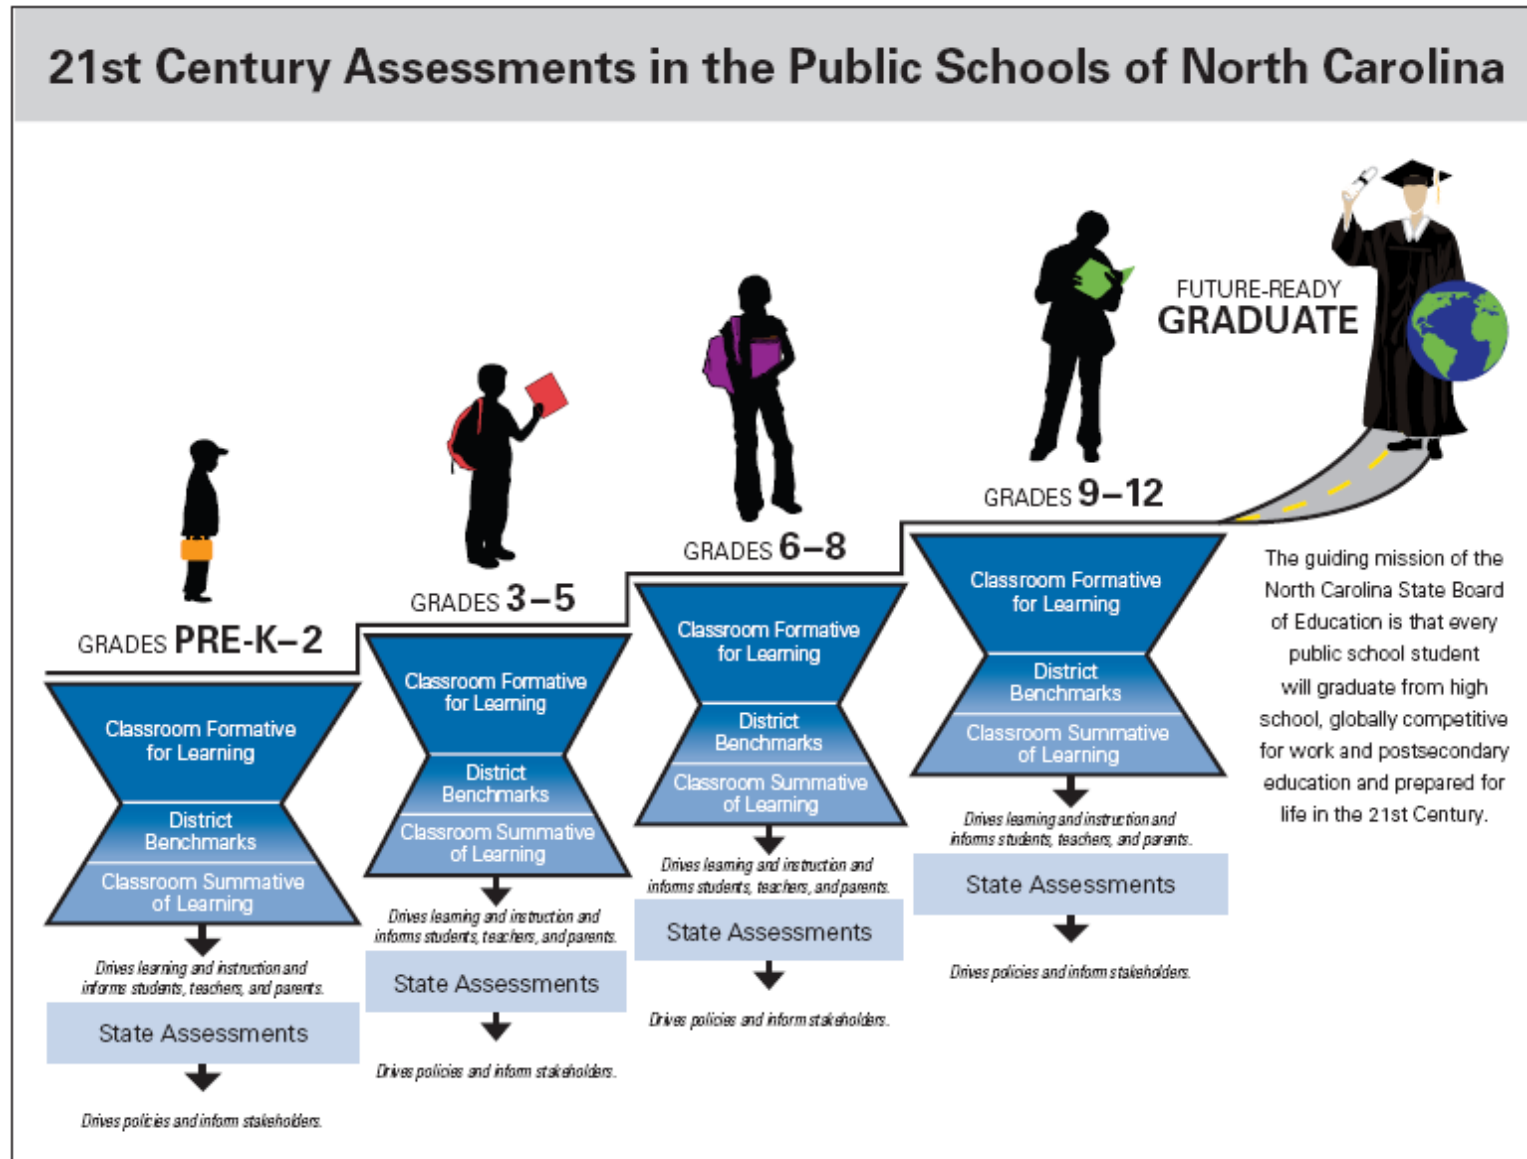 21st Century Assessments in the Public Schools of North Carolina
FUTURE-READY
GRADUATE
GRADES PRE-K–2
Classroom Formative
for Learning
District
Benchmarks
Classroom Summative
of Learning
Drives learning and instruction and
informs students, teachers, and parents.
State Assessments
Drives policies and inform stakeholders.
GRADES 3–5
Classroom Formative
for Learning
District
Benchmarks
Classroom Summative
of Learning
Drives learning and instruction and
informs students, teachers, and parents.
State Assessments
Drives policies and inform stakeholders.
GRADES 6–8
Classroom Formative
for Learning
District
Benchmarks
Classroom Summative
of Learning
Drives learning and instruction and
informs students, teachers, and parents.
State Assessments
Drives policies and inform stakeholders.
GRADES 9–12
Classroom Formative
for Learning
District
Benchmarks
Classroom Summative
of Learning
Drives learning and instruction and
informs students, teachers, and parents.
State Assessments
Drives policies and inform stakeholders.
The guiding mission of the
North Carolina State Board
of Education is that every
public school student
will graduate from high
school, globally competitive
for work and postsecondary
education and prepared for
life in the 21st Century.